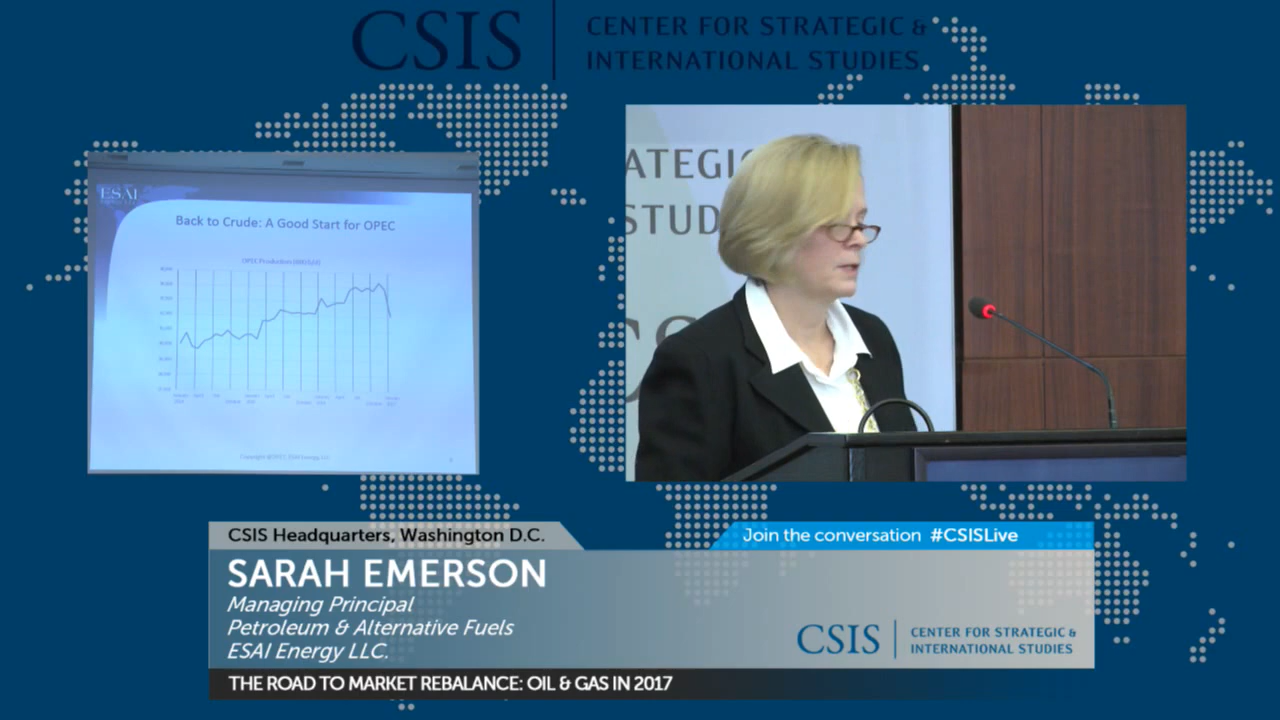 CSIS
CENTER FOR STRATEGIC &
INTERNATIONAL STUDIES
ESAI
Back to Crude: A Good Start for OPEC
OPEC Production
ATEGIC
STUD
CSIS Headquarters, Washington D.C.
Join the conversation #CSISLive
SARAH EMERSON
Managing Principal
Petroleum & Alternative Fuels
ESAI Energy LLC.
CSIS
CENTER FOR STRATEGIC &
INTERNATIONAL STUDIES
THE ROAD TO MARKET REBALANCE: OIL & GAS IN 2017